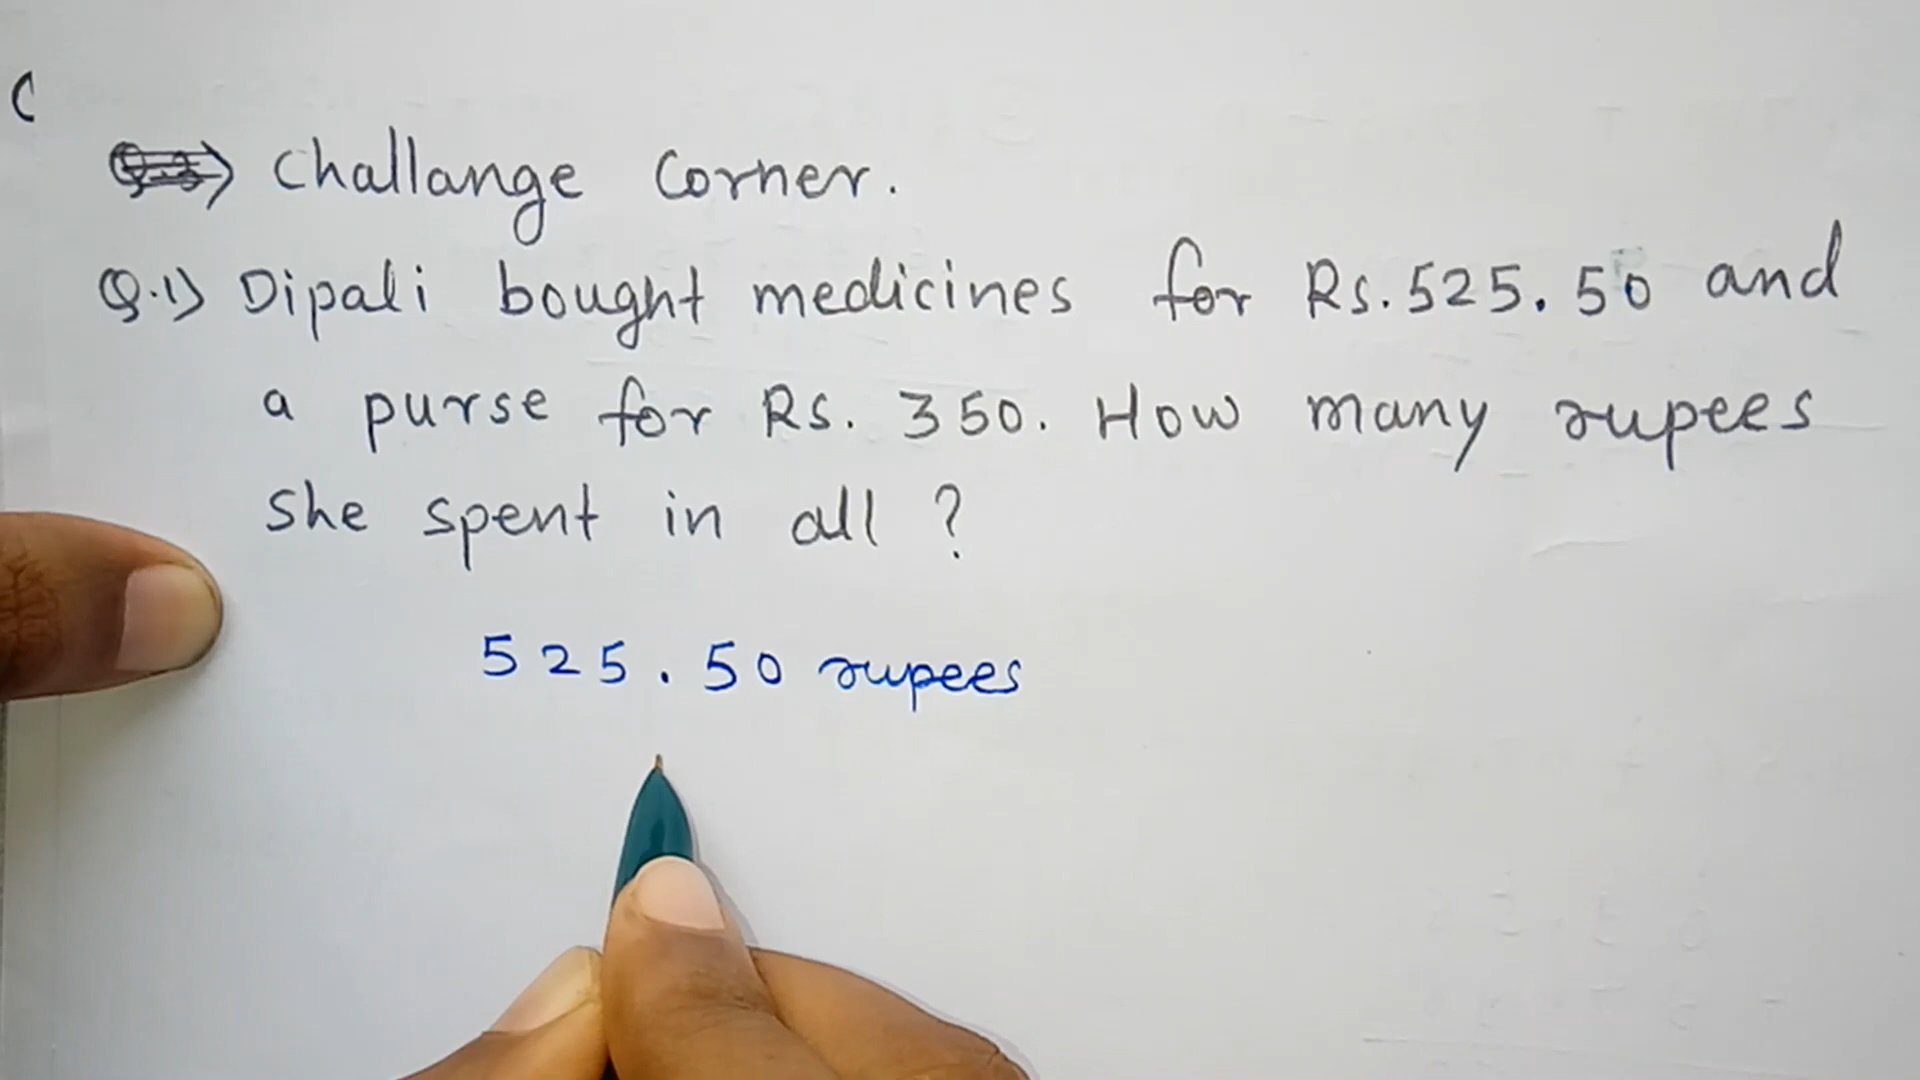 C
Challange Corner.
Q.1) Dipali bought medicines for Rs.525.50 and
a purse for Rs. 350. How many rupees
she spent in all ?
525.50 rupees